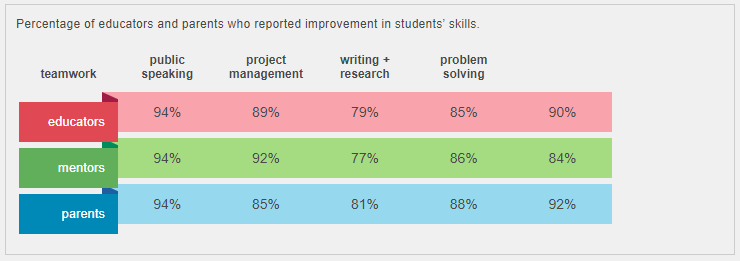 Percentage of educators and parents who reported improvement in students' skills.
teamwork public speaking project management writing + research problem solving
educators 94% 89% 79% 85% 90%
mentors 94% 92% 77% 86% 84%
parents 94% 85% 81% 88% 92%